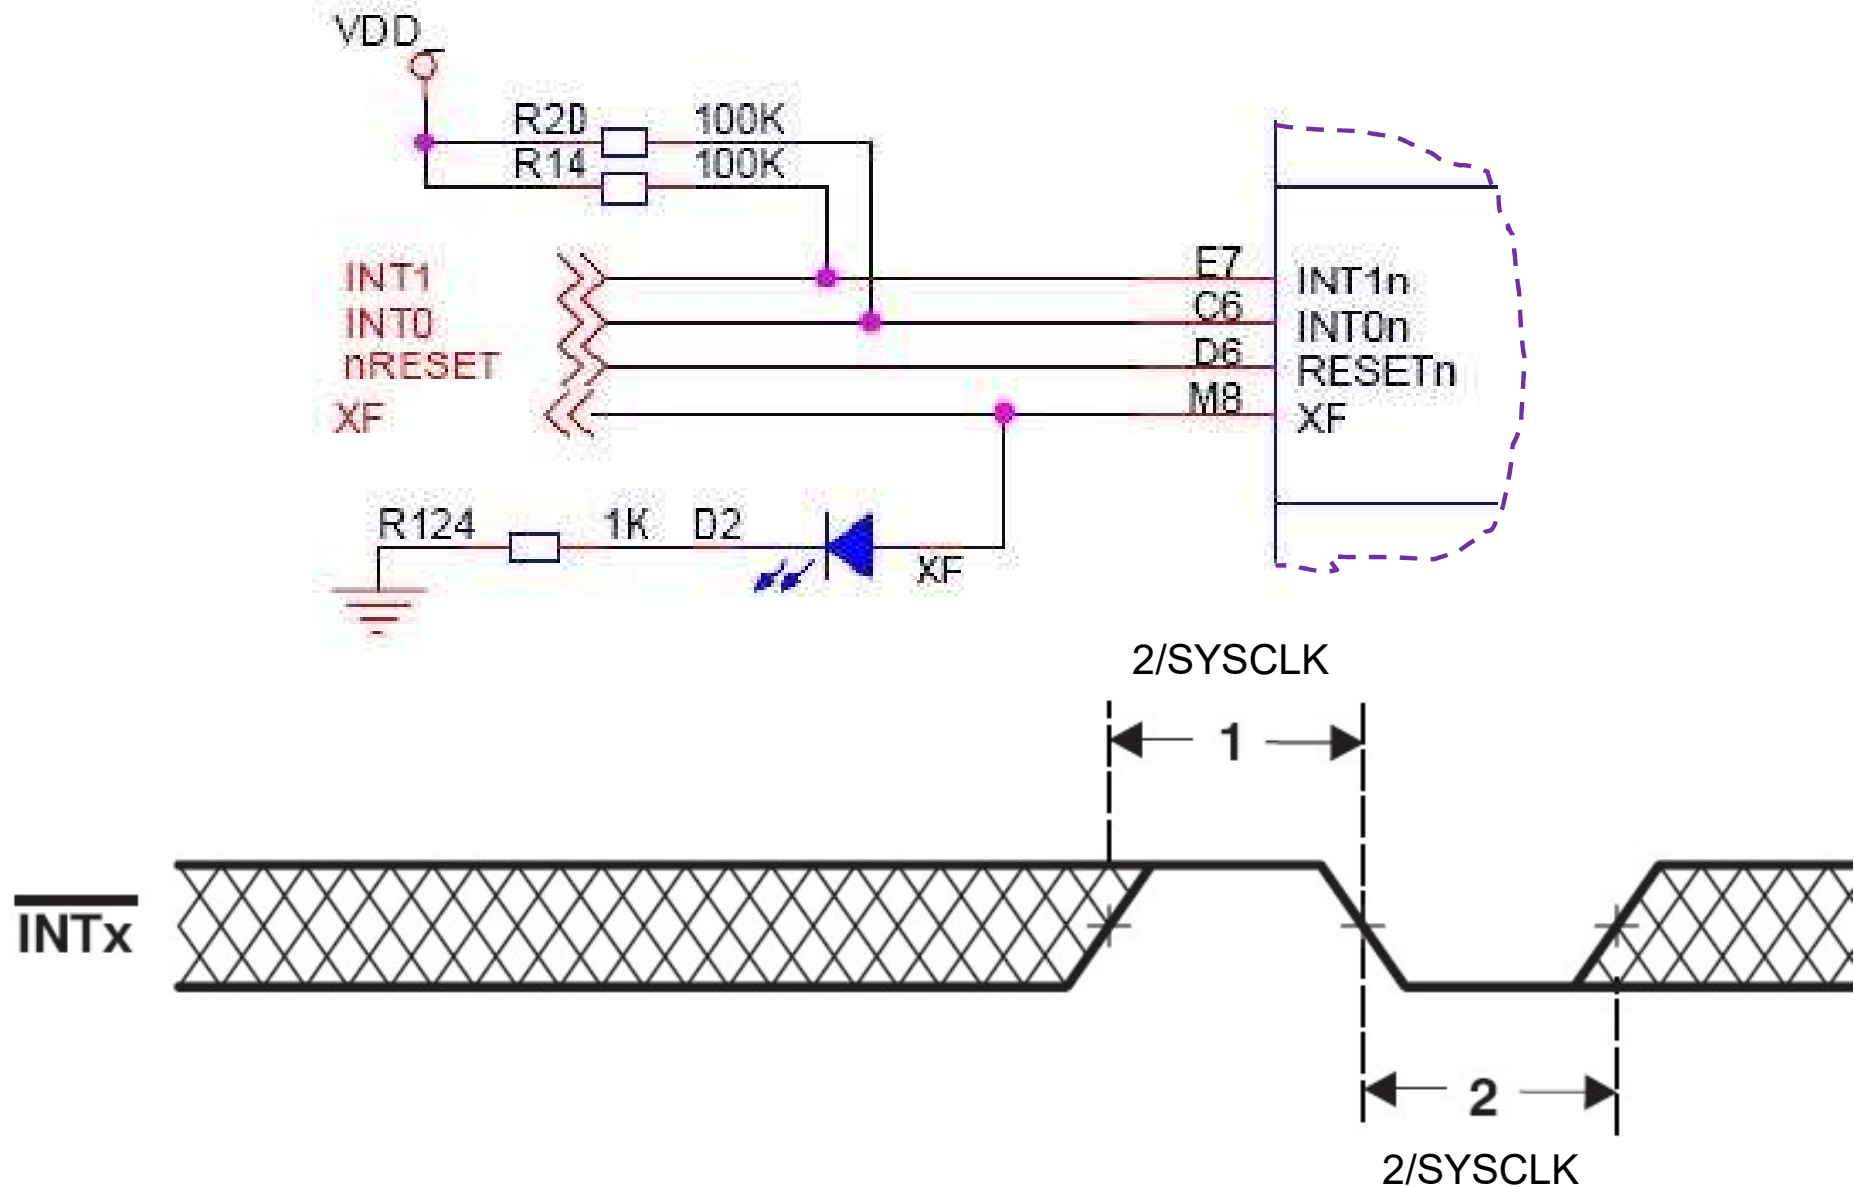 VDD
R20 100K
R14 100K
INT1 E7 INT1n
INT0 C6 INT0n
nRESET D6 RESETn
XF M8 XF
R124 1K D2 XF
2/SYSCLK
1
INTx
2
2/SYSCLK